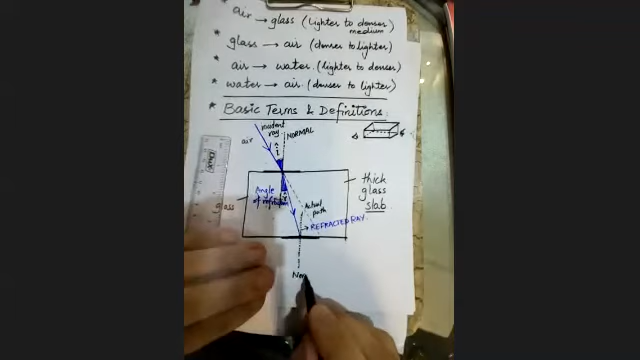 * air → glass (lighter to denser medium)
* glass → air (denser to lighter)
* air → water. (lighter to denser)
* water → air. (denser to lighter)
* Basic Terms & Definitions.
incident ray
NORMAL
air
î
thick glass slab.
Angle of refraction
Actual path
REFRACTED RAY.